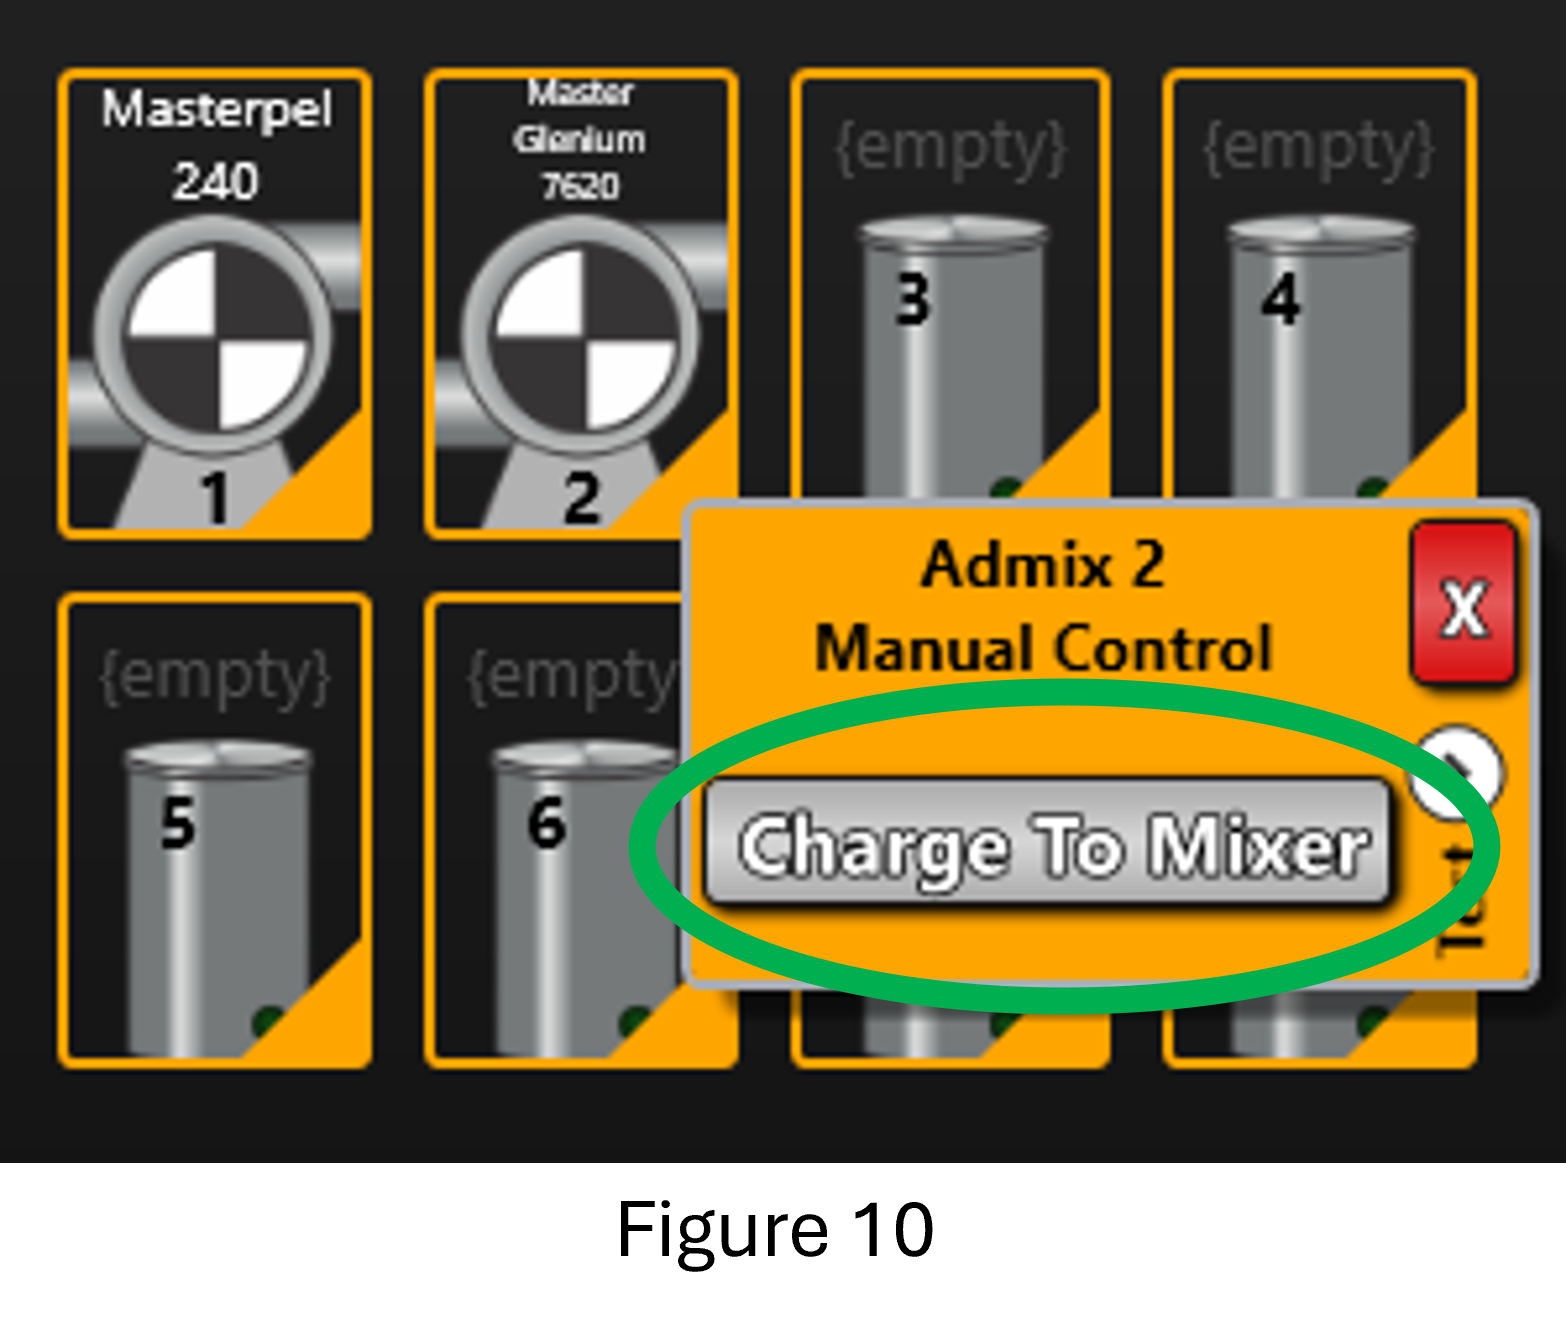 Masterpel
240
1
Master
Glenium
7620
2
{empty}
3
{empty}
4
{empty}
5
{empty
6
Admix 2
Manual Control
X
Charge To Mixer
Test
Figure 10